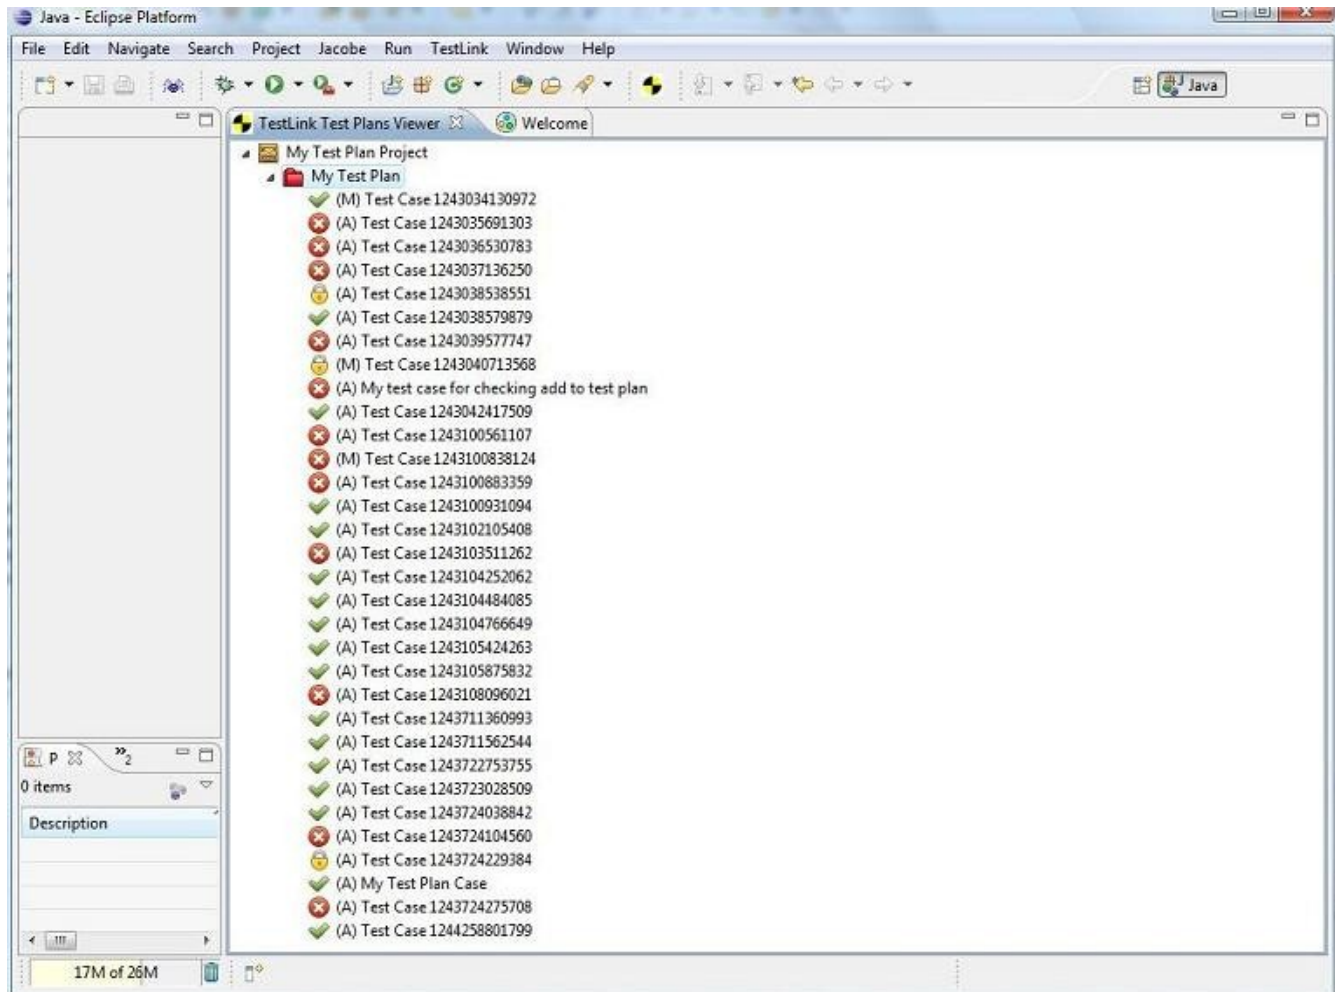 Java - Eclipse Platform
File Edit Navigate Search Project Jacobe Run TestLink Window Help
Java
TestLink Test Plans Viewer Welcome
My Test Plan Project
My Test Plan
(M) Test Case 1243034130972
(A) Test Case 1243035691303
(A) Test Case 1243036530783
(A) Test Case 1243037136250
(A) Test Case 1243038538551
(A) Test Case 1243038579879
(A) Test Case 1243039577747
(M) Test Case 1243040713568
(A) My test case for checking add to test plan
(A) Test Case 1243042417509
(A) Test Case 1243100561107
(M) Test Case 1243100838124
(A) Test Case 1243100883359
(A) Test Case 1243100931094
(A) Test Case 1243102105408
(A) Test Case 1243103511262
(A) Test Case 1243104252062
(A) Test Case 1243104484085
(A) Test Case 1243104766649
(A) Test Case 1243105424263
(A) Test Case 1243105875832
(A) Test Case 1243108096021
(A) Test Case 1243711360993
(A) Test Case 1243711562544
(A) Test Case 1243722753755
(A) Test Case 1243723028509
(A) Test Case 1243724038842
(A) Test Case 1243724104560
(A) Test Case 1243724229384
(A) My Test Plan Case
(A) Test Case 1243724275708
(A) Test Case 1244258801799
P »2
0 items
Description
17M of 26M